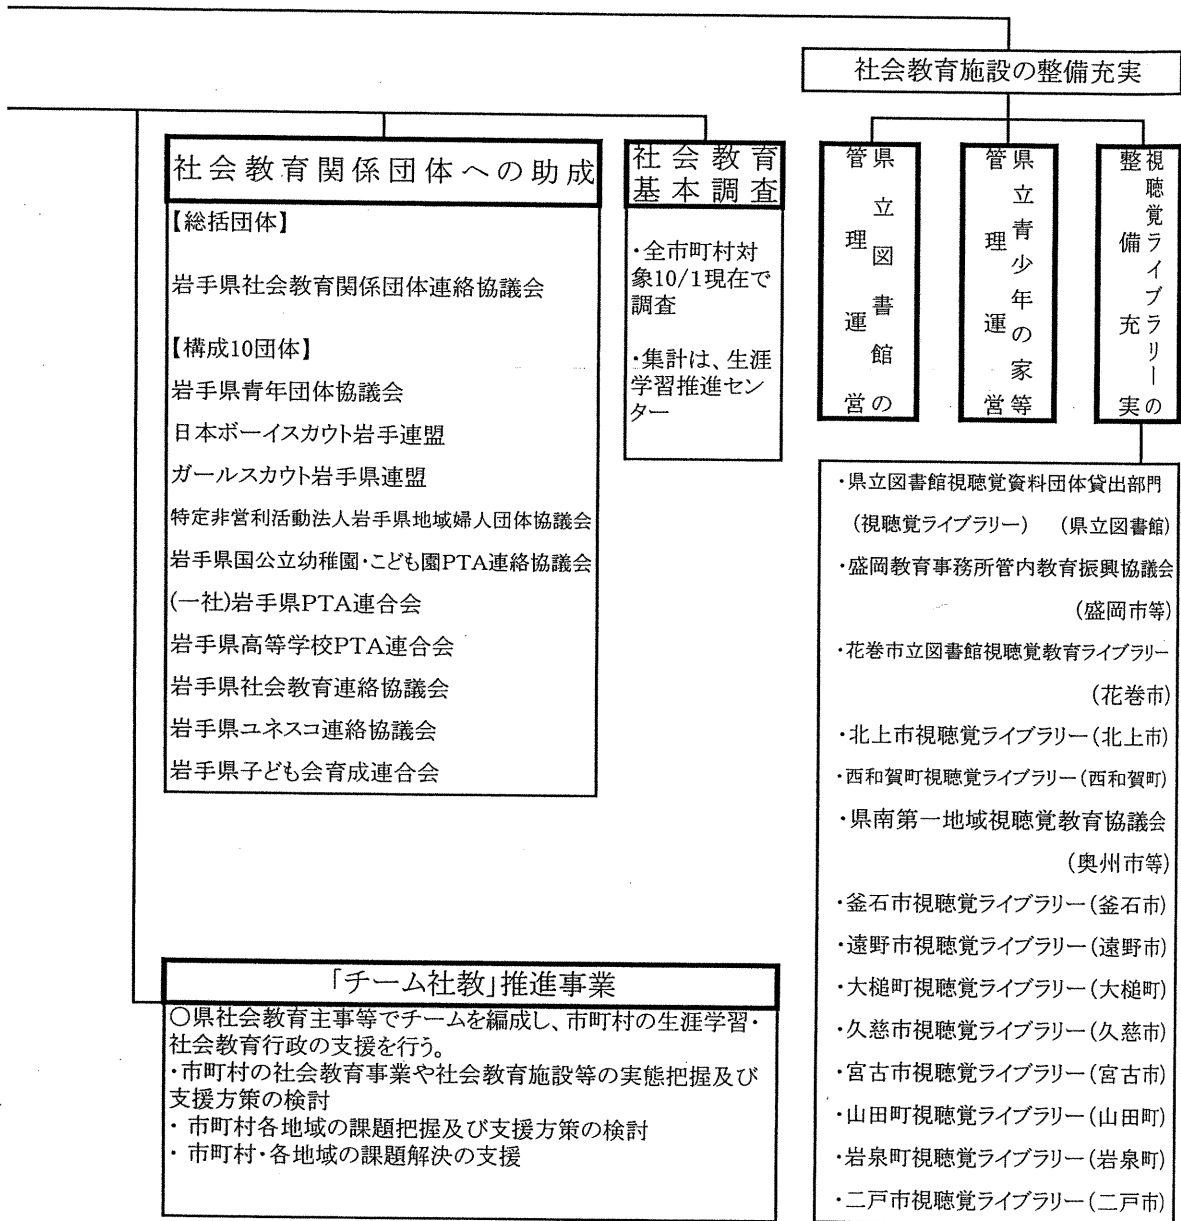 社会教育施設の整備充実
社会教育関係団体への助成
【総括団体】
岩手県社会教育関係団体連絡協議会
【構成10団体】
岩手県青年団体協議会
日本ボーイスカウト岩手連盟
ガールスカウト岩手県連盟
特定非営利活動法人岩手県地域婦人団体協議会
岩手県国公立幼稚園・こども園PTA連絡協議会
(一社)岩手県PTA連合会
岩手県高等学校PTA連合会
岩手県社会教育連絡協議会
岩手県ユネスコ連絡協議会
岩手県子ども会育成連合会
社会教育
基本調査
・全市町村対
象10/1現在で
調査
・集計は、生涯
学習推進セン
ター
県立図書館の
管理運営
県立青少年の家等
管理運営
視聴覚ライブラリーの
整備充実
・県立図書館視聴覚資料団体貸出部門
(視聴覚ライブラリー) (県立図書館)
・盛岡教育事務所管内教育振興協議会
(盛岡市等)
・花巻市立図書館視聴覚教育ライブラリー
(花巻市)
・北上市視聴覚ライブラリー(北上市)
・西和賀町視聴覚ライブラリー(西和賀町)
・県南第一地域視聴覚教育協議会
(奥州市等)
・釜石市視聴覚ライブラリー(釜石市)
・遠野市視聴覚ライブラリー(遠野市)
・大槌町視聴覚ライブラリー(大槌町)
・久慈市視聴覚ライブラリー(久慈市)
・宮古市視聴覚ライブラリー(宮古市)
・山田町視聴覚ライブラリー(山田町)
・岩泉町視聴覚ライブラリー(岩泉町)
・二戸市視聴覚ライブラリー(二戸市)
「チーム社教」推進事業
○県社会教育主事等でチームを編成し、市町村の生涯学習・
社会教育行政の支援を行う。
・市町村の社会教育事業や社会教育施設等の実態把握及び
支援方策の検討
・ 市町村各地域の課題把握及び支援方策の検討
・ 市町村・各地域の課題解決の支援